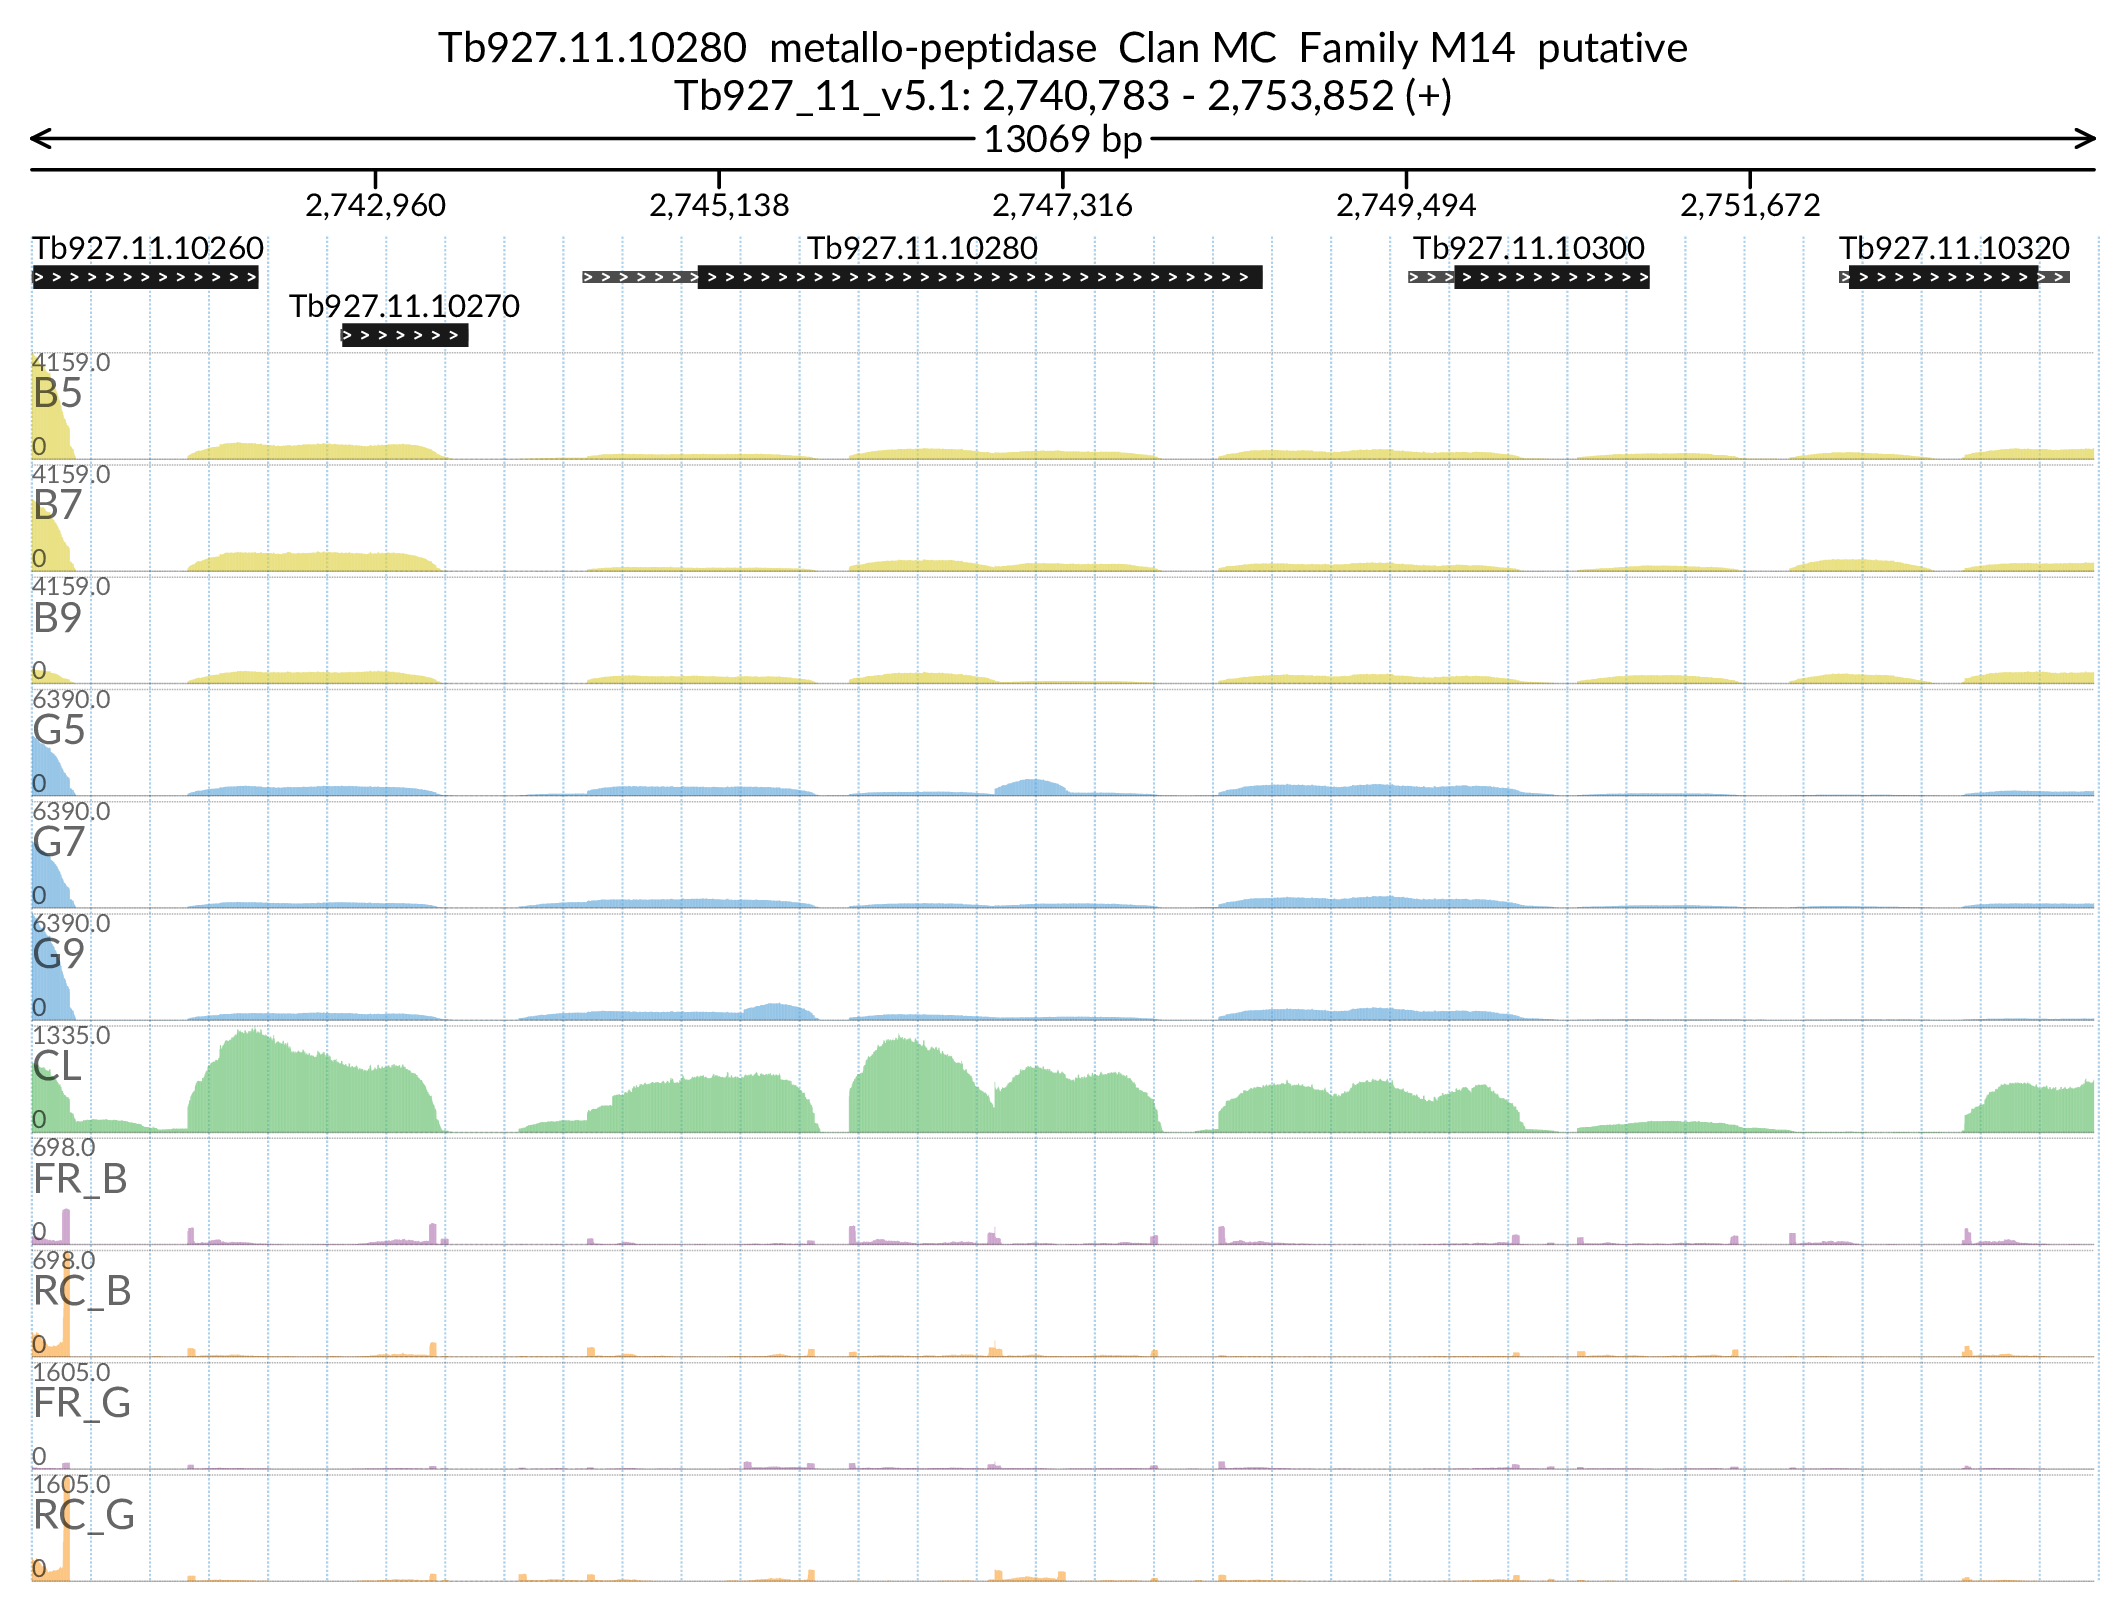 Tb927.11.10280 metallo-peptidase Clan MC Family M14 putative
Tb927_11_v5.1: 2,740,783 - 2,753,852 (+)
13069 bp
2,742,960 2,745,138 2,747,316 2,749,494 2,751,672
Tb927.11.10260 Tb927.11.10280 Tb927.11.10300 Tb927.11.10320
Tb927.11.10270
4159.0
B5
0
4159.0
B7
0
4159.0
B9
0
6390.0
G5
0
6390.0
G7
0
6390.0
G9
0
1335.0
CL
0
698.0
FR_B
0
698.0
RC_B
0
1605.0
FR_G
0
1605.0
RC_G
0